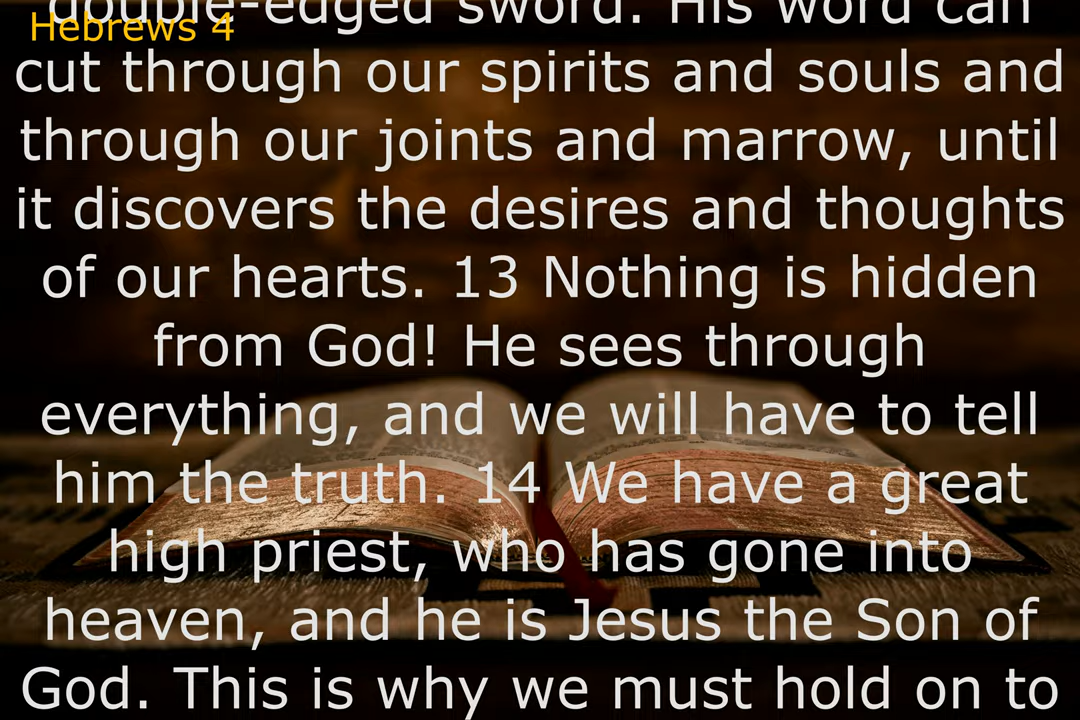 double-edged sword. His word can
Hebrews 4
cut through our spirits and souls and
through our joints and marrow, until
it discovers the desires and thoughts
of our hearts. 13 Nothing is hidden
from God! He sees through
everything, and we will have to tell
him the truth. 14 We have a great
high priest, who has gone into
heaven, and he is Jesus the Son of
God. This is why we must hold on to